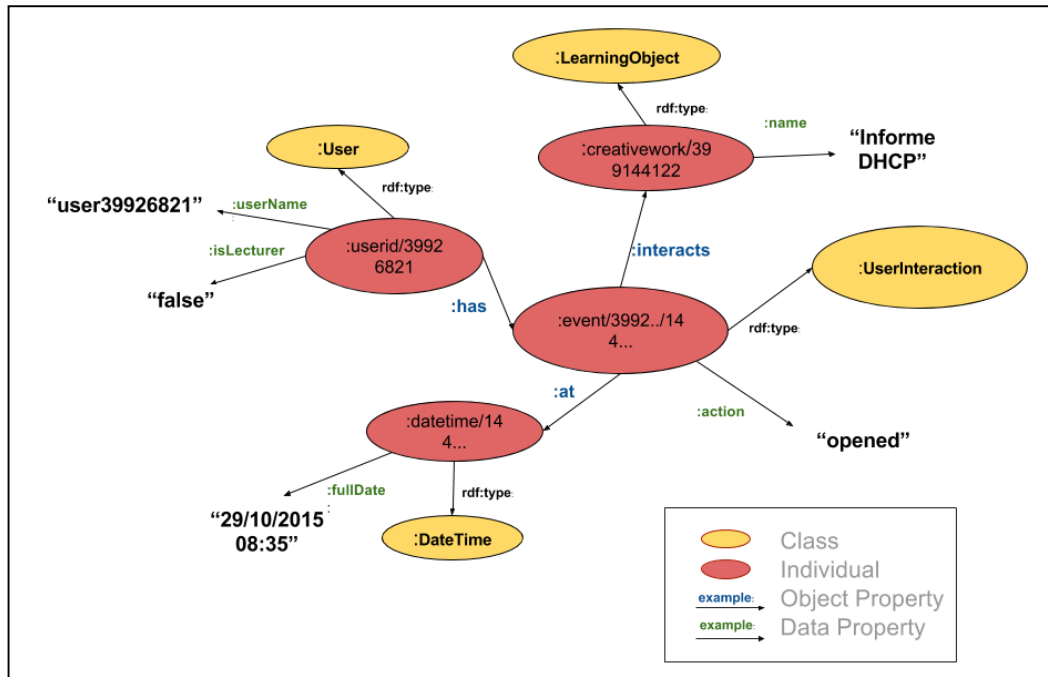 :LearningObject
rdf:type:
:name
:creativework/39
9144122
“Informe
DHCP”
:User
rdf:type:
“user39926821”
:userName
:
:isLecturer
:userid/3992
6821
“false”
:interacts
:UserInteraction
:has
:event/3992../14
4...
rdf:type:
:at
:action
:datetime/14
4...
“opened”
:fullDate
:
rdf:type:
“29/10/2015
08:35”
:DateTime
Class
Individual
example:
Object Property
example:
Data Property